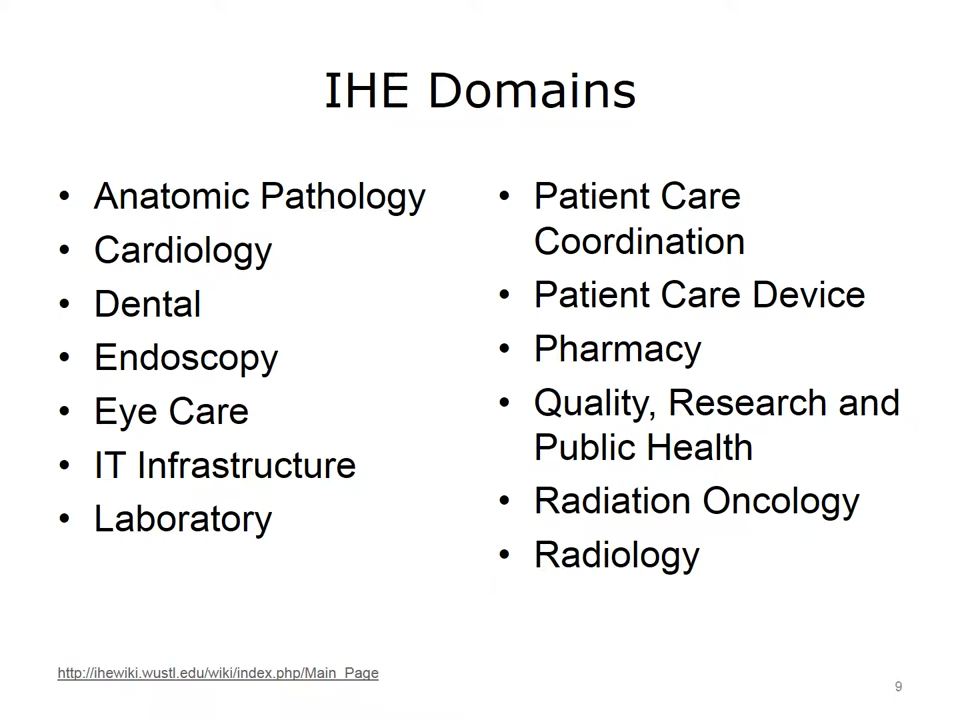 IHE Domains
• Anatomic Pathology
• Cardiology
• Dental
• Endoscopy
• Eye Care
• IT Infrastructure
• Laboratory
• Patient Care
Coordination
• Patient Care Device
• Pharmacy
• Quality, Research and
Public Health
• Radiation Oncology
• Radiology
http://ihewiki.wustl.edu/wiki/index.php/Main_Page
9